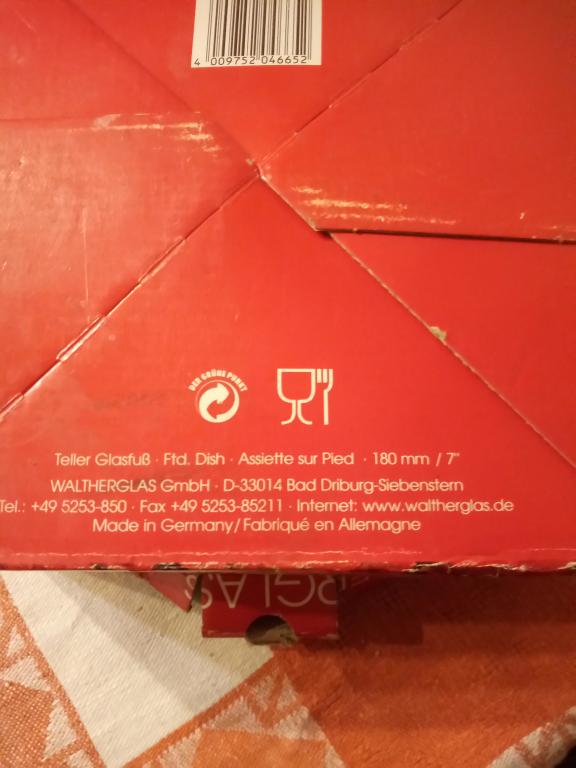 4 009752 046652
DER GRÜNE PUNKT
Teller Glasfuß · Ftd. Dish · Assiette sur Pied · 180 mm / 7"
WALTHERGLAS GmbH · D-33014 Bad Driburg-Siebenstern
Tel.: +49 5253-850 · Fax +49 5253-85211 · Internet: www.waltherglas.de
Made in Germany/Fabriqué en Allemagne
RGLAS